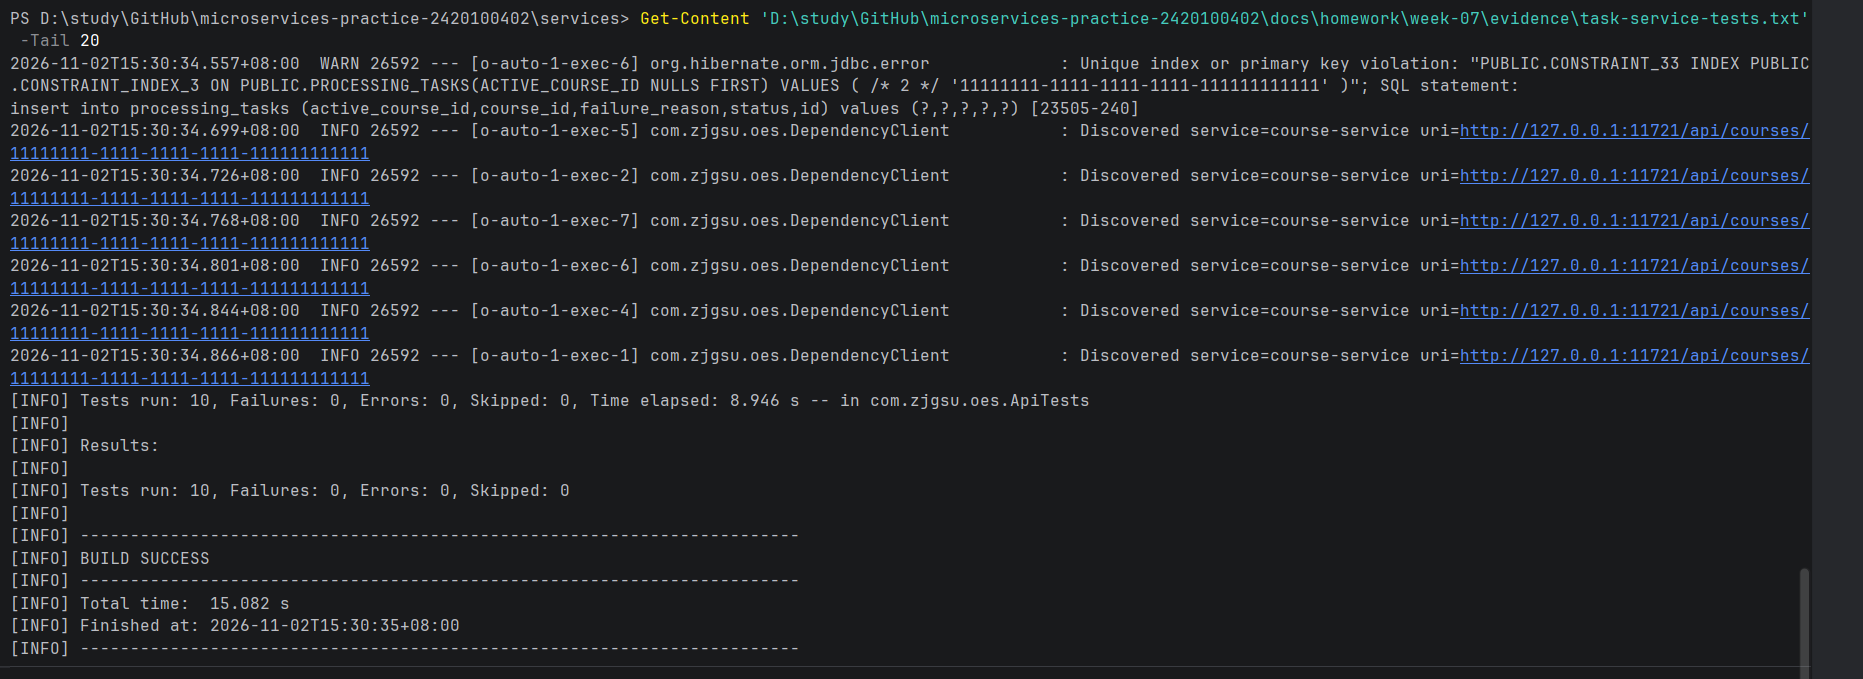 PS D:\study\GitHub\microservices-practice-2420100402\services> Get-Content 'D:\study\GitHub\microservices-practice-2420100402\docs\homework\week-07\evidence\task-service-tests.txt'
 -Tail 20
2026-11-02T15:30:34.557+08:00  WARN 26592 --- [o-auto-1-exec-6] org.hibernate.orm.jdbc.error             : Unique index or primary key violation: "PUBLIC.CONSTRAINT_33 INDEX PUBLIC
.CONSTRAINT_INDEX_3 ON PUBLIC.PROCESSING_TASKS(ACTIVE_COURSE_ID NULLS FIRST) VALUES ( /* 2 */ '11111111-1111-1111-1111-111111111111' )"; SQL statement:
insert into processing_tasks (active_course_id,course_id,failure_reason,status,id) values (?,?,?,?,?) [23505-240]
2026-11-02T15:30:34.699+08:00  INFO 26592 --- [o-auto-1-exec-5] com.zjgsu.oes.DependencyClient           : Discovered service=course-service uri=http://127.0.0.1:11721/api/courses/
11111111-1111-1111-1111-111111111111
2026-11-02T15:30:34.726+08:00  INFO 26592 --- [o-auto-1-exec-2] com.zjgsu.oes.DependencyClient           : Discovered service=course-service uri=http://127.0.0.1:11721/api/courses/
11111111-1111-1111-1111-111111111111
2026-11-02T15:30:34.768+08:00  INFO 26592 --- [o-auto-1-exec-7] com.zjgsu.oes.DependencyClient           : Discovered service=course-service uri=http://127.0.0.1:11721/api/courses/
11111111-1111-1111-1111-111111111111
2026-11-02T15:30:34.801+08:00  INFO 26592 --- [o-auto-1-exec-6] com.zjgsu.oes.DependencyClient           : Discovered service=course-service uri=http://127.0.0.1:11721/api/courses/
11111111-1111-1111-1111-111111111111
2026-11-02T15:30:34.844+08:00  INFO 26592 --- [o-auto-1-exec-4] com.zjgsu.oes.DependencyClient           : Discovered service=course-service uri=http://127.0.0.1:11721/api/courses/
11111111-1111-1111-1111-111111111111
2026-11-02T15:30:34.866+08:00  INFO 26592 --- [o-auto-1-exec-1] com.zjgsu.oes.DependencyClient           : Discovered service=course-service uri=http://127.0.0.1:11721/api/courses/
11111111-1111-1111-1111-111111111111
[INFO] Tests run: 10, Failures: 0, Errors: 0, Skipped: 0, Time elapsed: 8.946 s -- in com.zjgsu.oes.ApiTests
[INFO]
[INFO] Results:
[INFO]
[INFO] Tests run: 10, Failures: 0, Errors: 0, Skipped: 0
[INFO]
[INFO] ------------------------------------------------------------------------
[INFO] BUILD SUCCESS
[INFO] ------------------------------------------------------------------------
[INFO] Total time:  15.082 s
[INFO] Finished at: 2026-11-02T15:30:35+08:00
[INFO] ------------------------------------------------------------------------